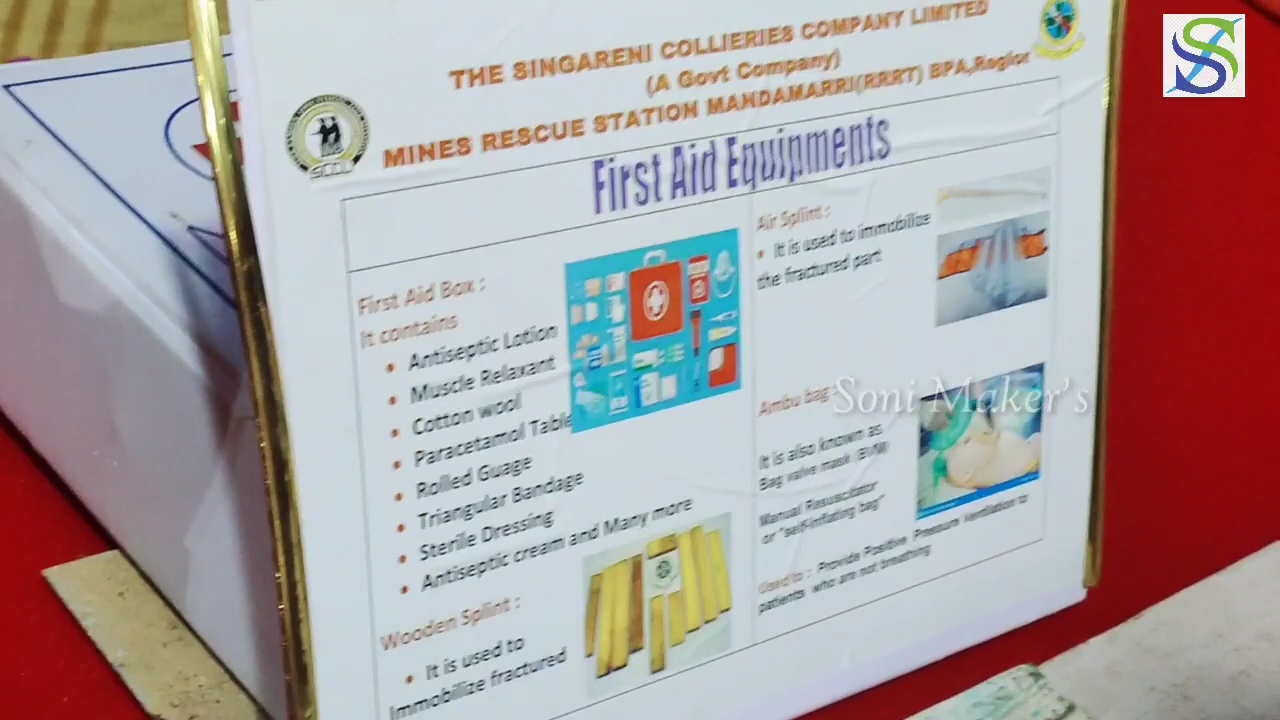 THE SINGARENI COLLIERIES COMPANY LIMITED
(A Govt Company)
MINES RESCUE STATION MANDAMARRI(RRRT) BPA,Region
First Aid Equipments
First Aid Box :
It contains
Antiseptic Lotion
Muscle Relaxant
Cotton wool
Paracetamol Table
Rolled Guage
Triangular Bandage
Sterile Dressing
Antiseptic cream and Many more
Wooden Splint :
It is used to
Immobilize fractured
Air Splint :
It is used to immobilize
the fractured part
Ambu bag
It is also known as
Bag valve mask (BVM)
Manual Resuscitator
or "self-inflating bag"
Used to : Provide Positive Pressure Ventilation to
patients who are not breathing
Soni Maker's
SCCL